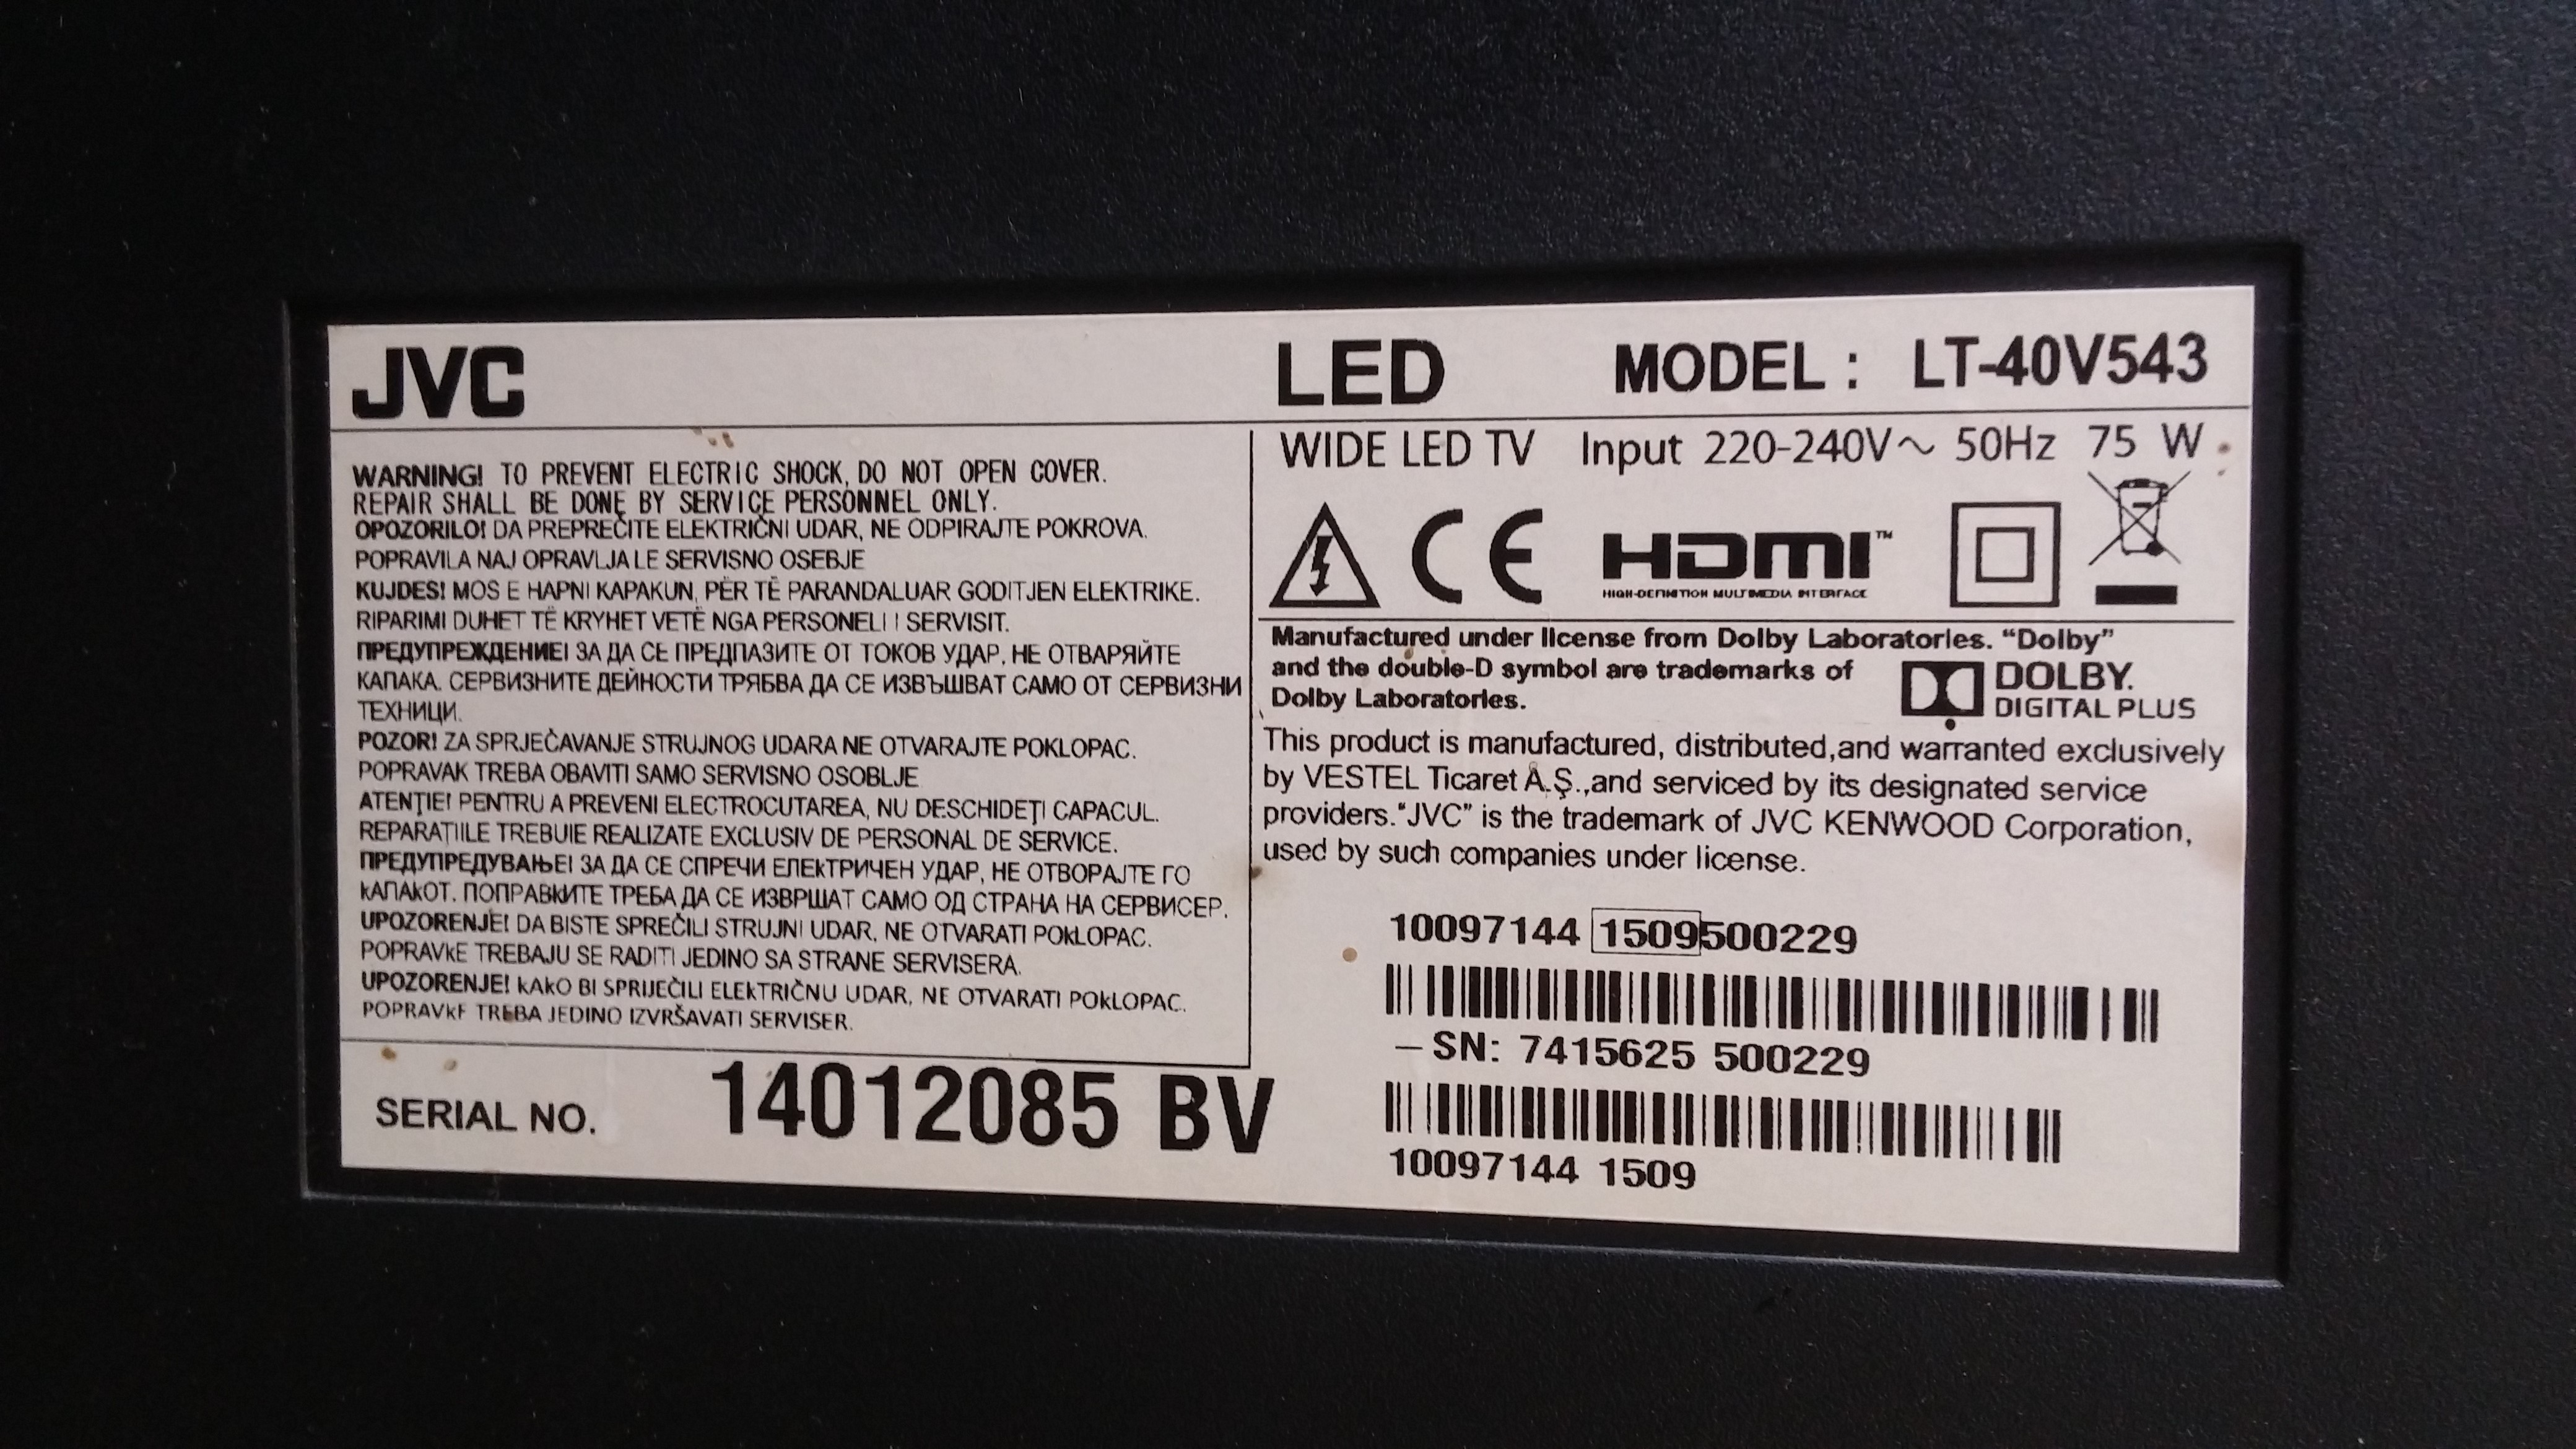 JVC LED MODEL : LT-40V543
WARNING! TO PREVENT ELECTRIC SHOCK, DO NOT OPEN COVER.
REPAIR SHALL BE DONE BY SERVICE PERSONNEL ONLY.
OPOZORILO! DA PREPREČITE ELEKTRIČNI UDAR, NE ODPIRAJTE POKROVA.
POPRAVILA NAJ OPRAVLJA LE SERVISNO OSEBJE
KUJDES! MOS E HAPNI KAPAKUN, PËR TË PARANDALUAR GODITJEN ELEKTRIKE.
RIPARIMI DUHET TË KRYHET VETË NGA PERSONELI I SERVISIT.
ПРЕДУПРЕЖДЕНИЕ! ЗА ДА СЕ ПРЕДПАЗИТЕ ОТ ТОКОВ УДАР, НЕ ОТВАРЯЙТЕ
КАПАКА. СЕРВИЗНИТЕ ДЕЙНОСТИ ТРЯБВА ДА СЕ ИЗВЪШВАТ САМО ОТ СЕРВИЗНИ
ТЕХНИЦИ.
POZOR! ZA SPRJEČAVANJE STRUJNOG UDARA NE OTVARAJTE POKLOPAC.
POPRAVAK TREBA OBAVITI SAMO SERVISNO OSOBLJE
ATENŢIE! PENTRU A PREVENI ELECTROCUTAREA, NU DESCHIDEŢI CAPACUL.
REPARAŢIILE TREBUIE REALIZATE EXCLUSIV DE PERSONAL DE SERVICE.
ПРЕДУПРЕДУВАЊЕ! ЗА ДА СЕ СПРЕЧИ ЕЛЕКТРИЧЕН УДАР, НЕ ОТВОРАЈТЕ ГО
КАПАКОТ. ПОПРАВКИТЕ ТРЕБА ДА СЕ ИЗВРШАТ САМО ОД СТРАНА НА СЕРВИСЕР.
UPOZORENJE! DA BISTE SPREČILI STRUJNI UDAR, NE OTVARATI POKLOPAC.
POPRAVKE TREBAJU SE RADITI JEDINO SA STRANE SERVISERA.
UPOZORENJE! KAKO BI SPRIJEČILI ELEKTRIČNU UDAR, NE OTVARATI POKLOPAC.
POPRAVKE TREBA JEDINO IZVRŠAVATI SERVISER.
SERIAL NO. 14012085 BV
WIDE LED TV Input 220-240V~ 50Hz 75 W
CE HDMI™
HIGH-DEFINITION MULTIMEDIA INTERFACE
Manufactured under license from Dolby Laboratories. “Dolby”
and the double-D symbol are trademarks of
Dolby Laboratories.
DOLBY.
DIGITAL PLUS
This product is manufactured, distributed,and warranted exclusively
by VESTEL Ticaret A.Ş.,and serviced by its designated service
providers.“JVC” is the trademark of JVC KENWOOD Corporation,
used by such companies under license.
10097144 1509500229
– SN: 7415625 500229
10097144 1509